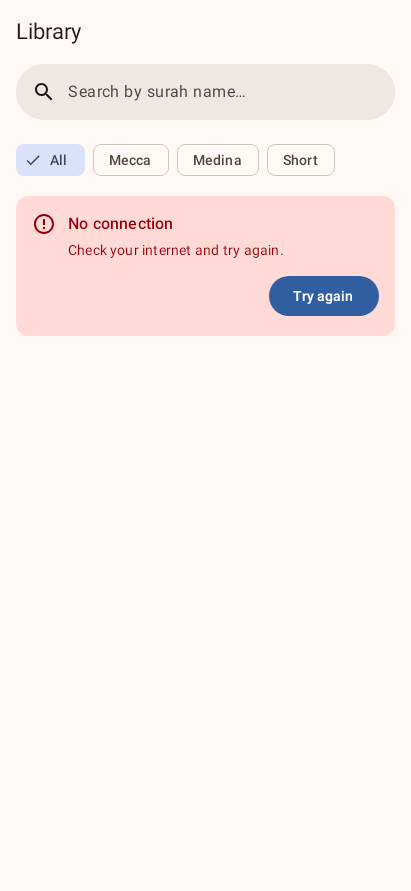 Library
Search by surah name…
All
Mecca
Medina
Short
No connection
Check your internet and try again.
Try again